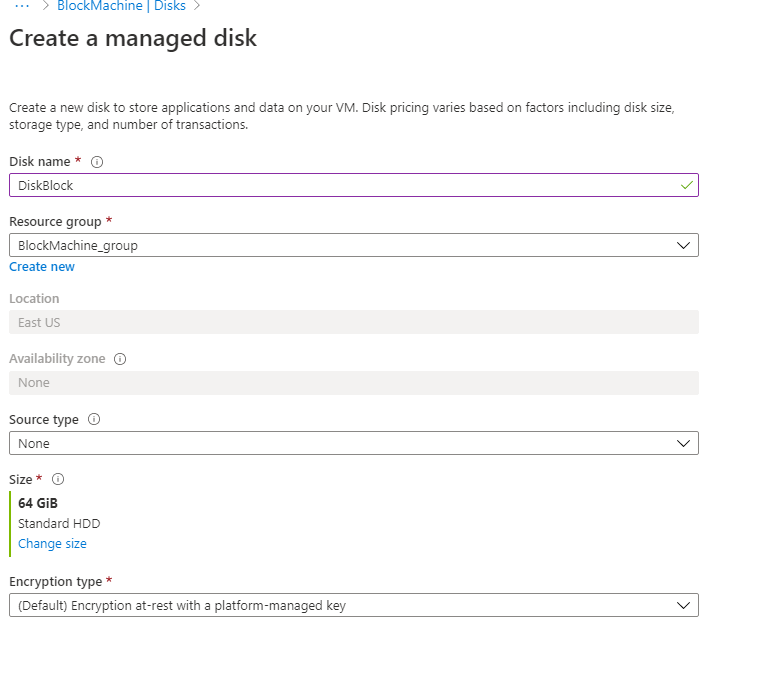 ··· > BlockMachine | Disks >
Create a managed disk
Create a new disk to store applications and data on your VM. Disk pricing varies based on factors including disk size,
storage type, and number of transactions.
Disk name *
DiskBlock
Resource group *
BlockMachine_group
Create new
Location
East US
Availability zone
None
Source type
None
Size *
64 GiB
Standard HDD
Change size
Encryption type *
(Default) Encryption at-rest with a platform-managed key